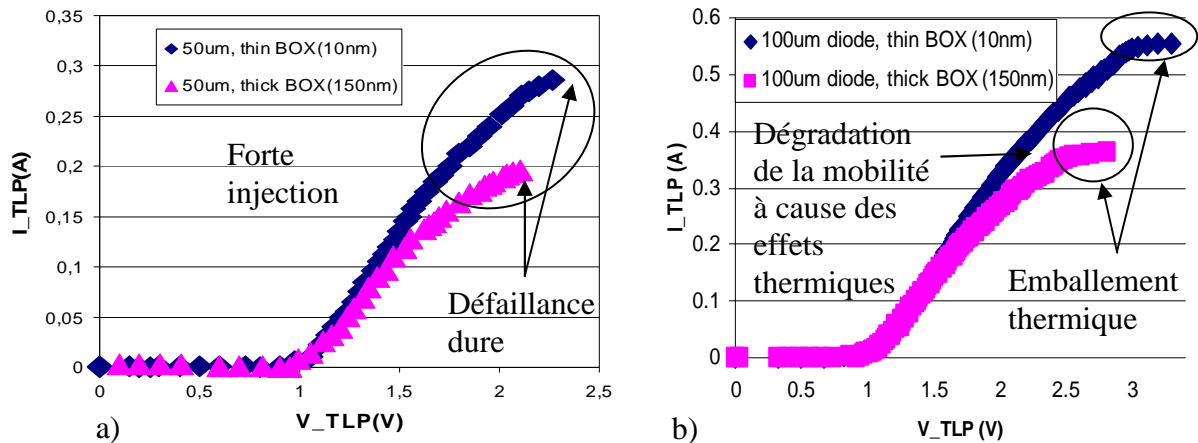 0,35
0,3
0,25
0,2
0,15
0,1
0,05
0
I_TLP(A)
50um, thin BOX(10nm)
50um, thick BOX(150nm)
Forte
injection
Défaillance
dure
0
0,5
1
1,5
2
2,5
V_TLP(V)
a)
0.6
0.5
0.4
0.3
0.2
0.1
0
I_TLP (A)
100um diode, thin BOX(10nm)
100um diode, thick BOX(150nm)
Dégradation
de la mobilité
à cause des
effets
thermiques
Emballement
thermique
0
0.5
1
1.5
2
2.5
3
V_TLP (V)
b)